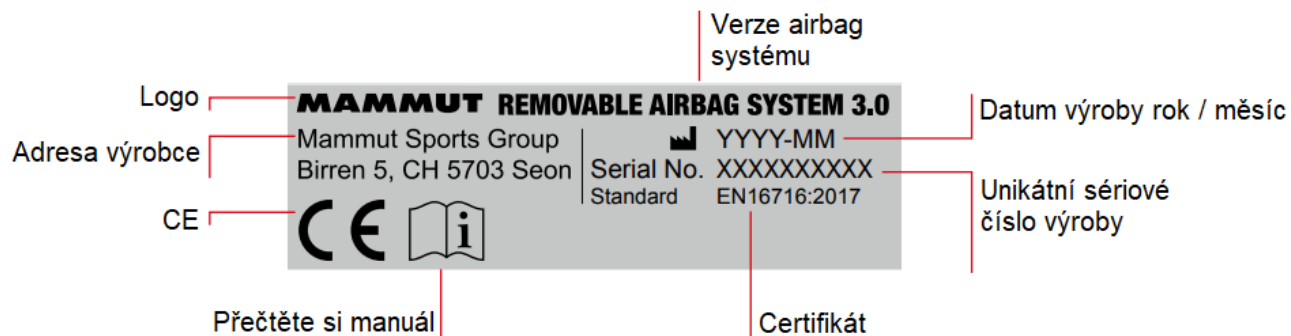 Verze airbag
systému
Logo
MAMMUT REMOVABLE AIRBAG SYSTEM 3.0
Datum výroby rok / měsíc
Adresa výrobce
Mammut Sports Group
YYYY-MM
Birren 5, CH 5703 Seon
Serial No. XXXXXXXXXX
Unikátní sériové
číslo výroby
Standard EN16716:2017
CE
CE i
Přečtěte si manuál
Certifikát